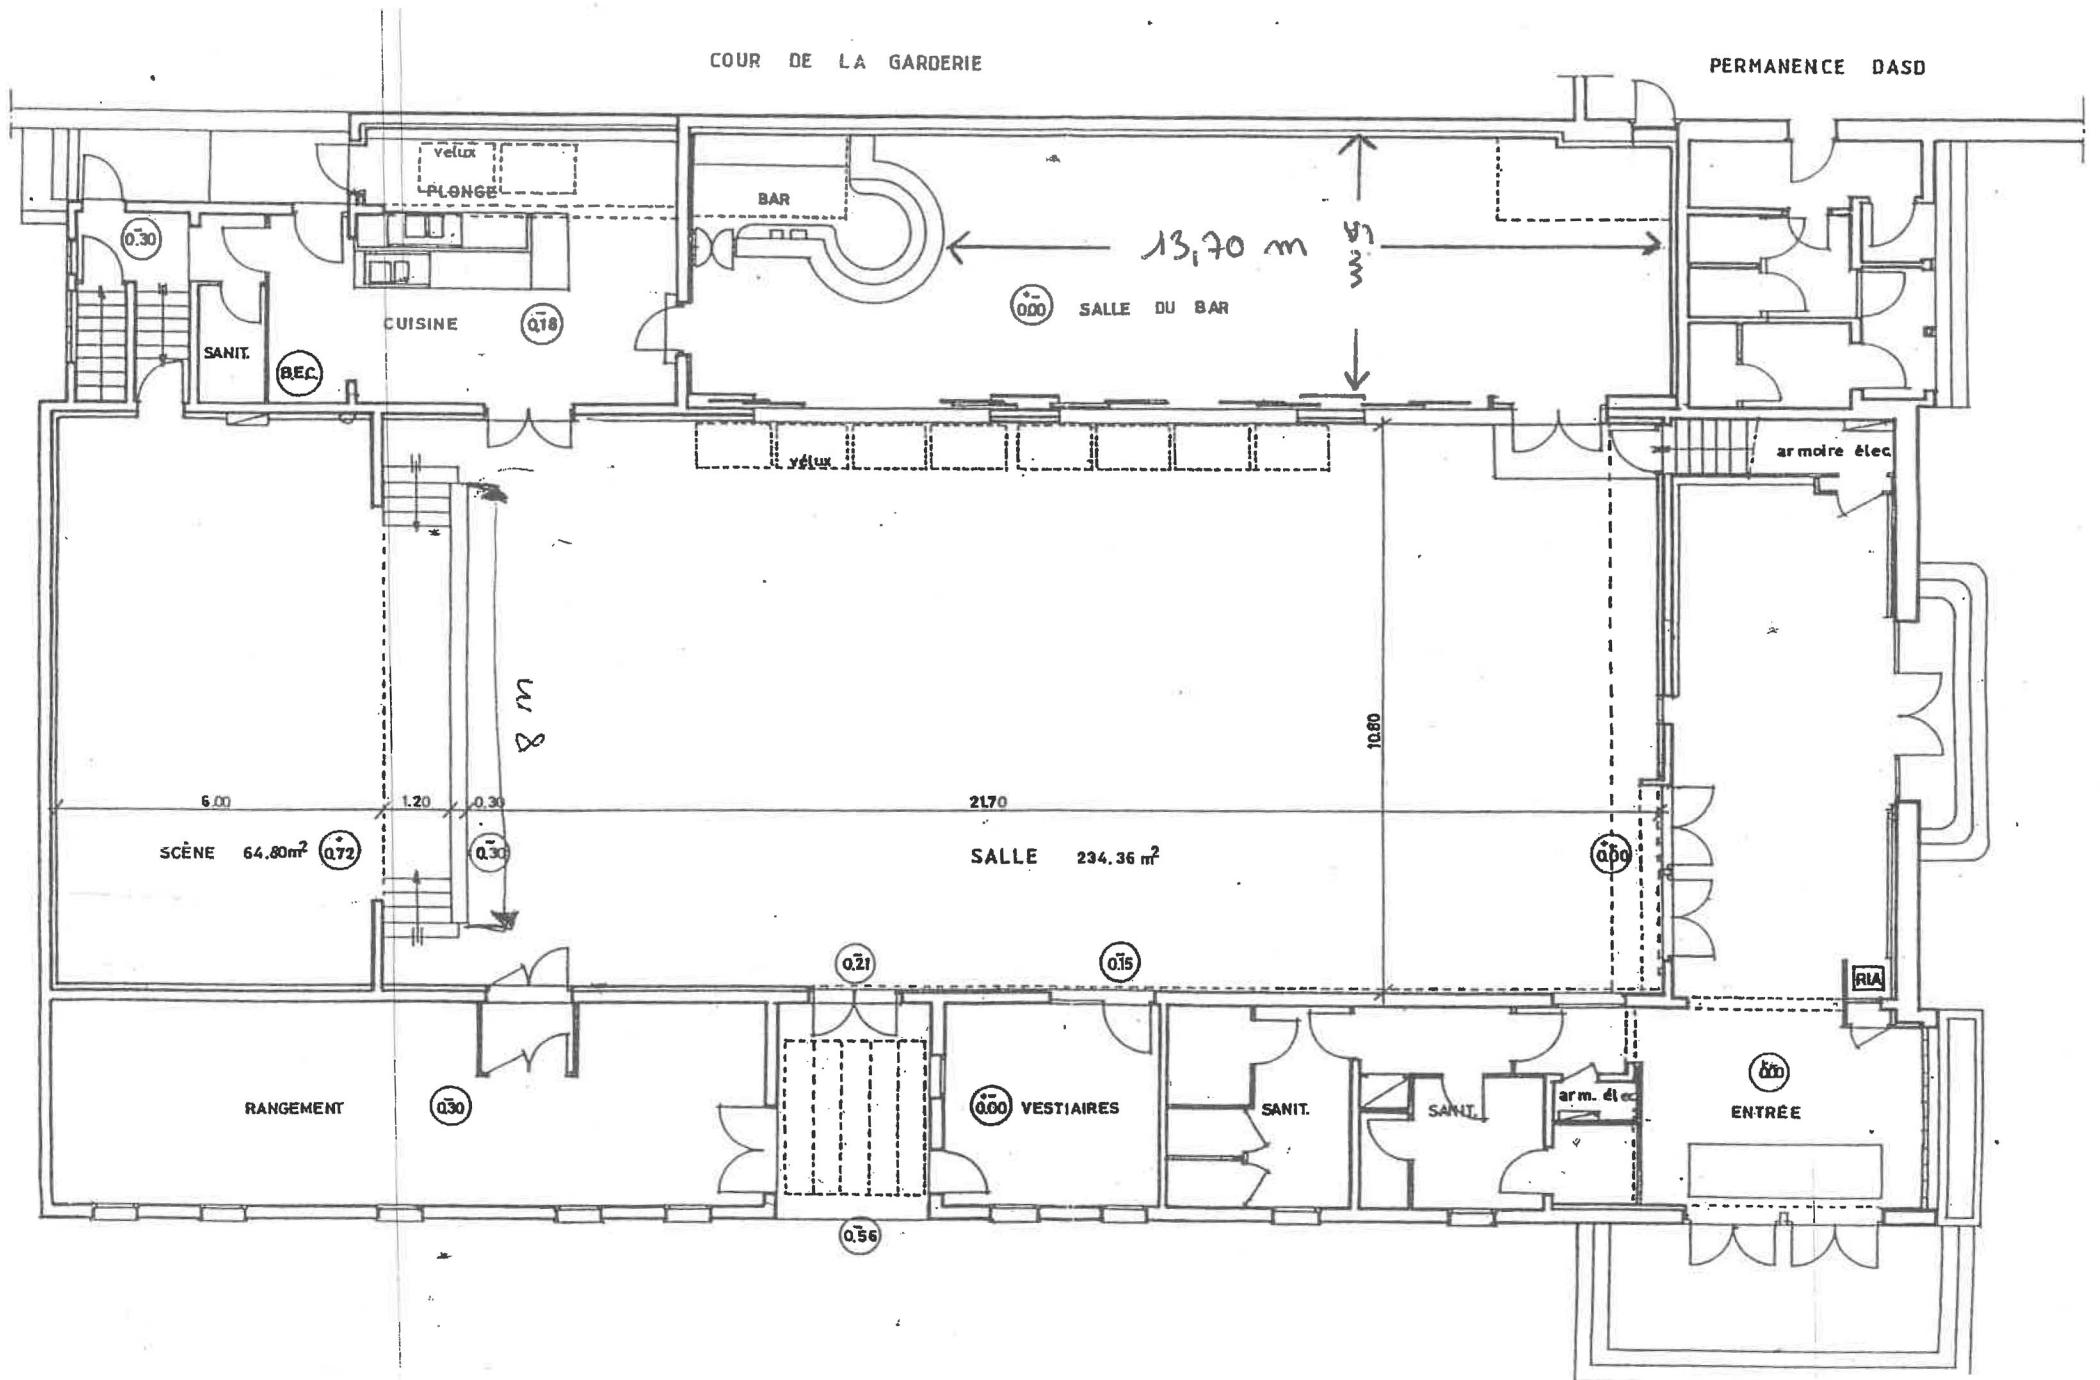 COUR DE LA GARDERIE
PERMANENCE DASD
velux
PLONGE
BAR
0.30
13,70 m
0.00
SALLE DU BAR
CUISINE
0.18
SANIT.
B.E.C.
vélux
armoire élec
8 m
10.80
6.00
1.20
0.30
21.70
SCÈNE 64,80m²
0.72
0.30
SALLE 234,36 m²
0.00
0.21
0.15
RIA
RANGEMENT
0.30
0.00
VESTIAIRES
SANIT.
SANIT.
arm. élec
0.00
ENTRÉE
0.56